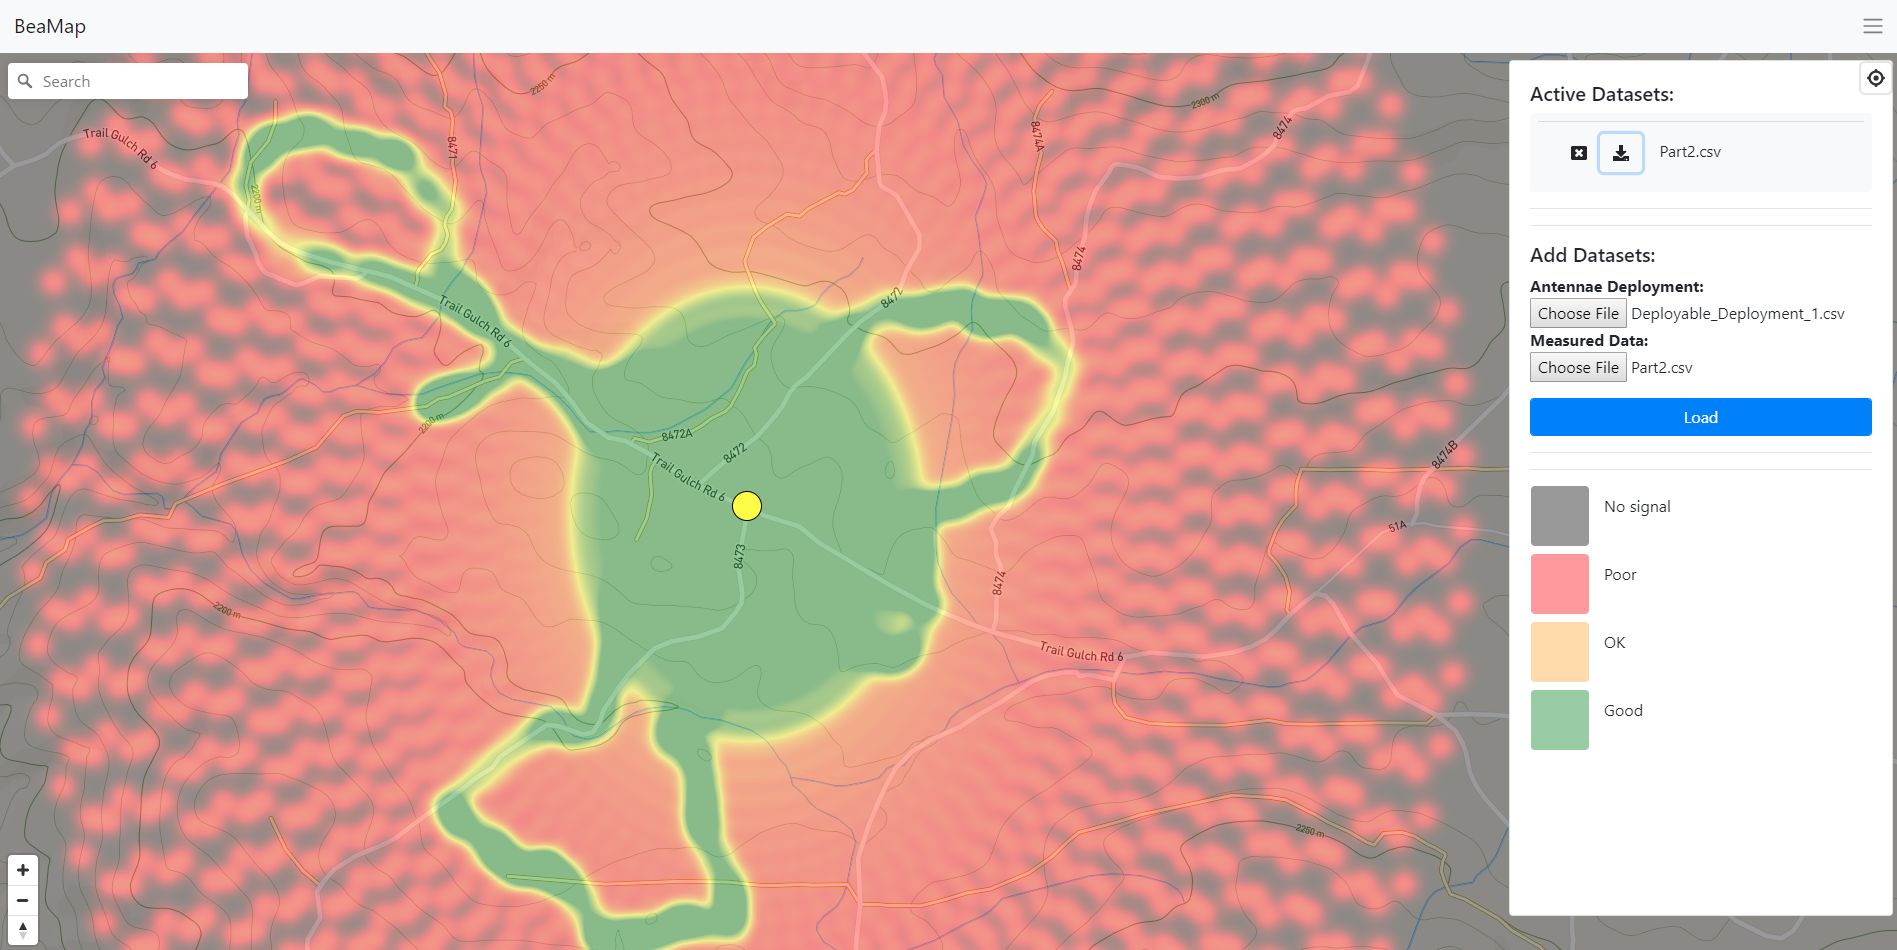 BeaMap
Search
Active Datasets:
Part2.csv
Add Datasets:
Antennae Deployment:
Choose File Deployable_Deployment_1.csv
Measured Data:
Choose File Part2.csv
Load
No signal
Poor
OK
Good
Trail Gulch Rd 6
8471
2250 m
8474A
2300 m
8474
2200 m
8474
Trail Gulch Rd 6
8472
2200 m
8472A
8472
Trail Gulch Rd 6
8474B
51A
8473
8474
2200 m
Trail Gulch Rd 6
2250 m